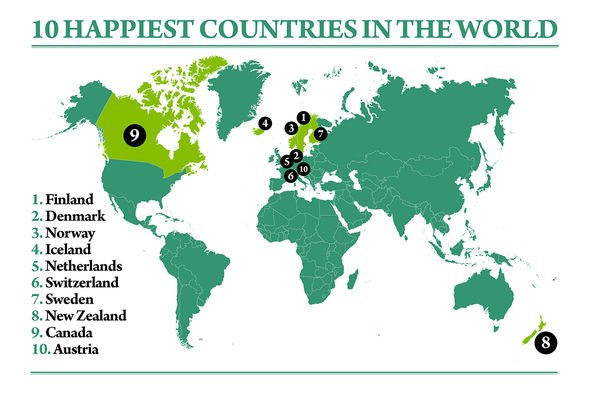 10 HAPPIEST COUNTRIES IN THE WORLD
4
1
3
7
9
2
5
10
6
1. Finland
2. Denmark
3. Norway
4. Iceland
5. Netherlands
6. Switzerland
7. Sweden
8. New Zealand
9. Canada
10. Austria
8